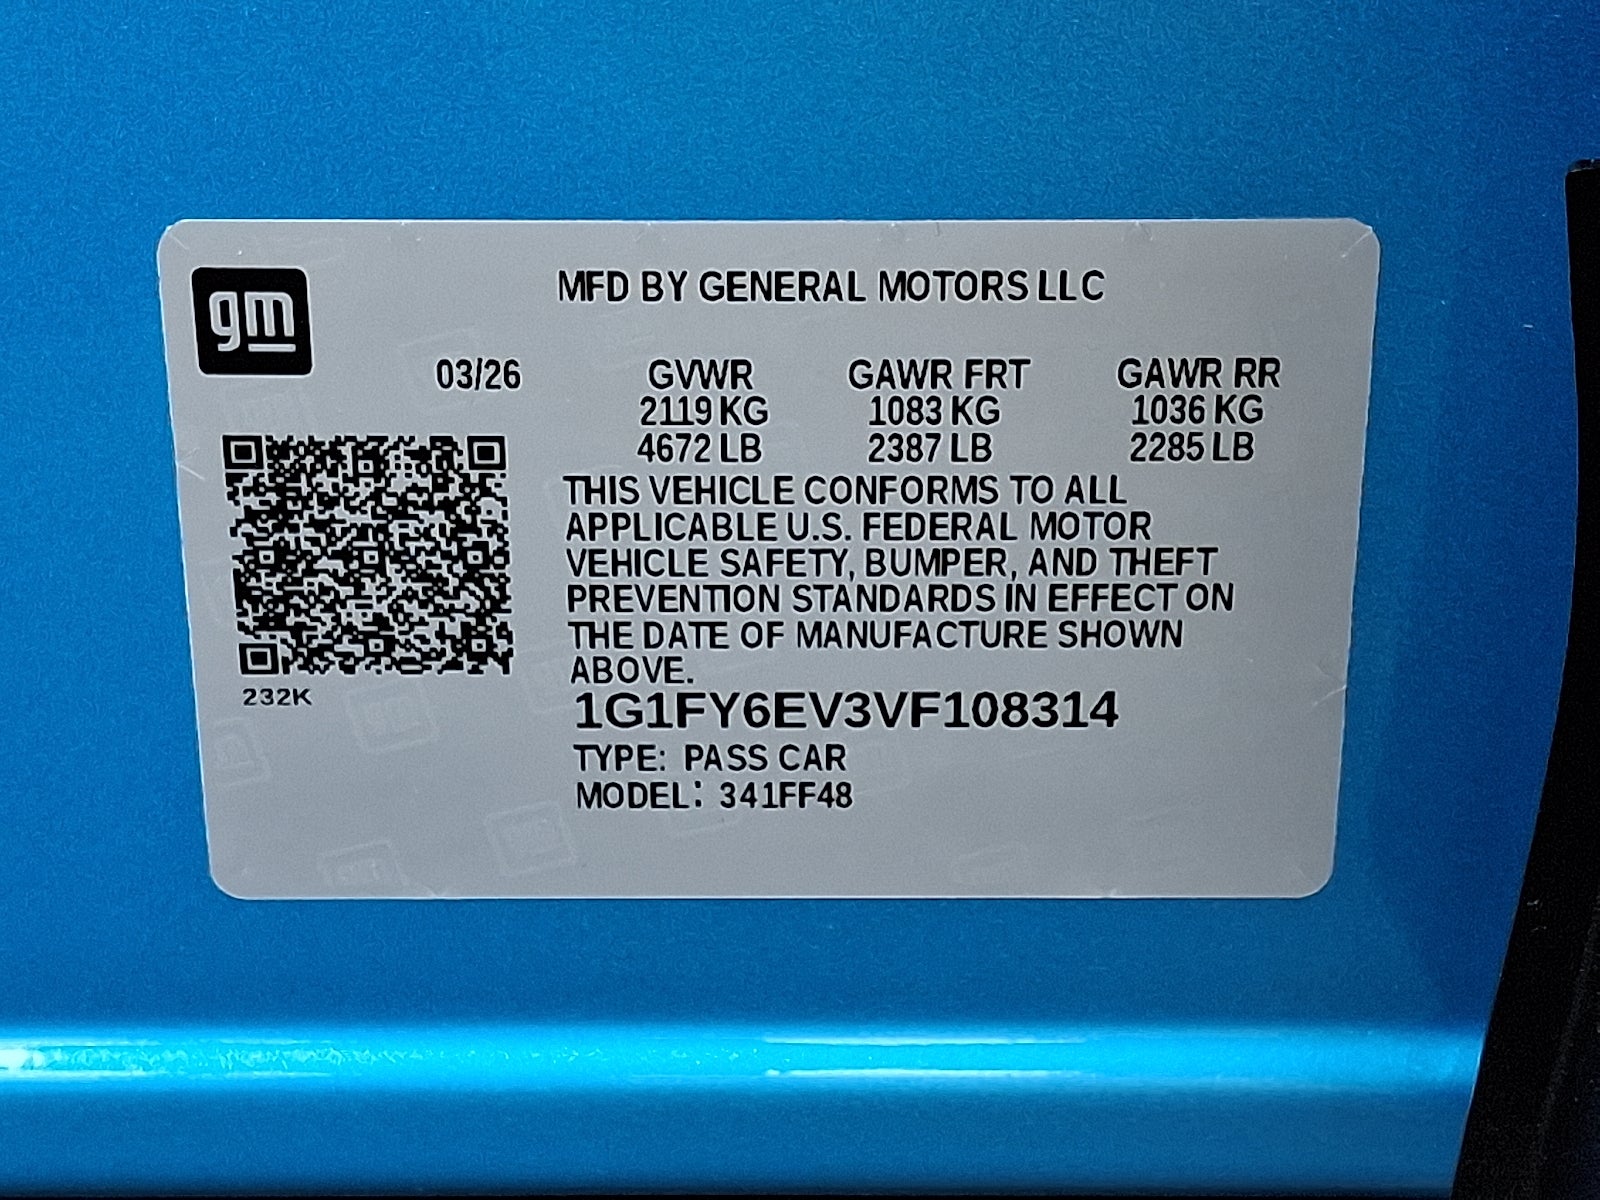 gm
MFD BY GENERAL MOTORS LLC
03/26 GVWR GAWR FRT GAWR RR
2119 KG 1083 KG 1036 KG
4672 LB 2387 LB 2285 LB
THIS VEHICLE CONFORMS TO ALL
APPLICABLE U.S. FEDERAL MOTOR
VEHICLE SAFETY, BUMPER, AND THEFT
PREVENTION STANDARDS IN EFFECT ON
THE DATE OF MANUFACTURE SHOWN
ABOVE.
232K
1G1FY6EV3VF108314
TYPE: PASS CAR
MODEL: 341FF48